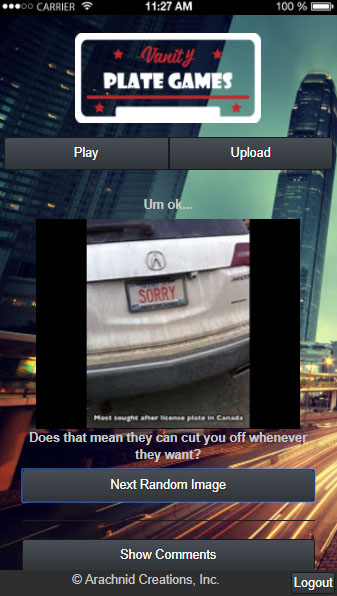 CARRIER 11:27 AM 100 %
Vanity
PLATE GAMES
Play Upload
Um ok...
SORRY
Most sought after license plate in Canada
Does that mean they can cut you off whenever
they want?
Next Random Image
Show Comments
© Arachnid Creations, Inc. Logout